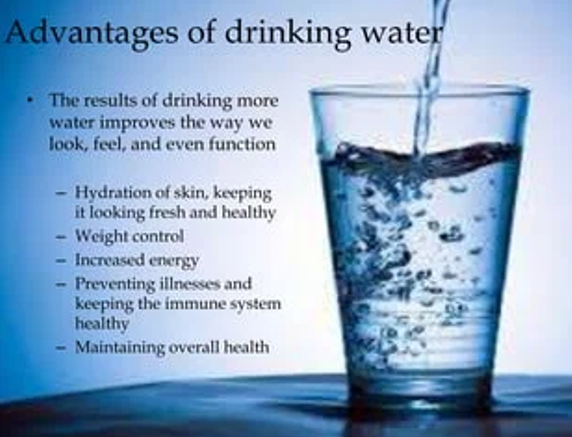 Advantages of drinking water
• The results of drinking more
water improves the way we
look, feel, and even function
– Hydration of skin, keeping
it looking fresh and healthy
– Weight control
– Increased energy
– Preventing illnesses and
keeping the immune system
healthy
– Maintaining overall health